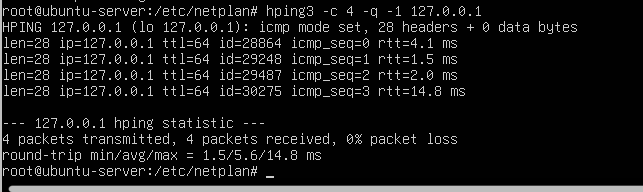 root@ubuntu-server:/etc/netplan# hping3 -c 4 -q -1 127.0.0.1
HPING 127.0.0.1 (lo 127.0.0.1): icmp mode set, 28 headers + 0 data bytes
len=28 ip=127.0.0.1 ttl=64 id=28864 icmp_seq=0 rtt=4.1 ms
len=28 ip=127.0.0.1 ttl=64 id=29248 icmp_seq=1 rtt=1.5 ms
len=28 ip=127.0.0.1 ttl=64 id=29487 icmp_seq=2 rtt=2.0 ms
len=28 ip=127.0.0.1 ttl=64 id=30275 icmp_seq=3 rtt=14.8 ms

--- 127.0.0.1 hping statistic ---
4 packets transmitted, 4 packets received, 0% packet loss
round-trip min/avg/max = 1.5/5.6/14.8 ms
root@ubuntu-server:/etc/netplan# _